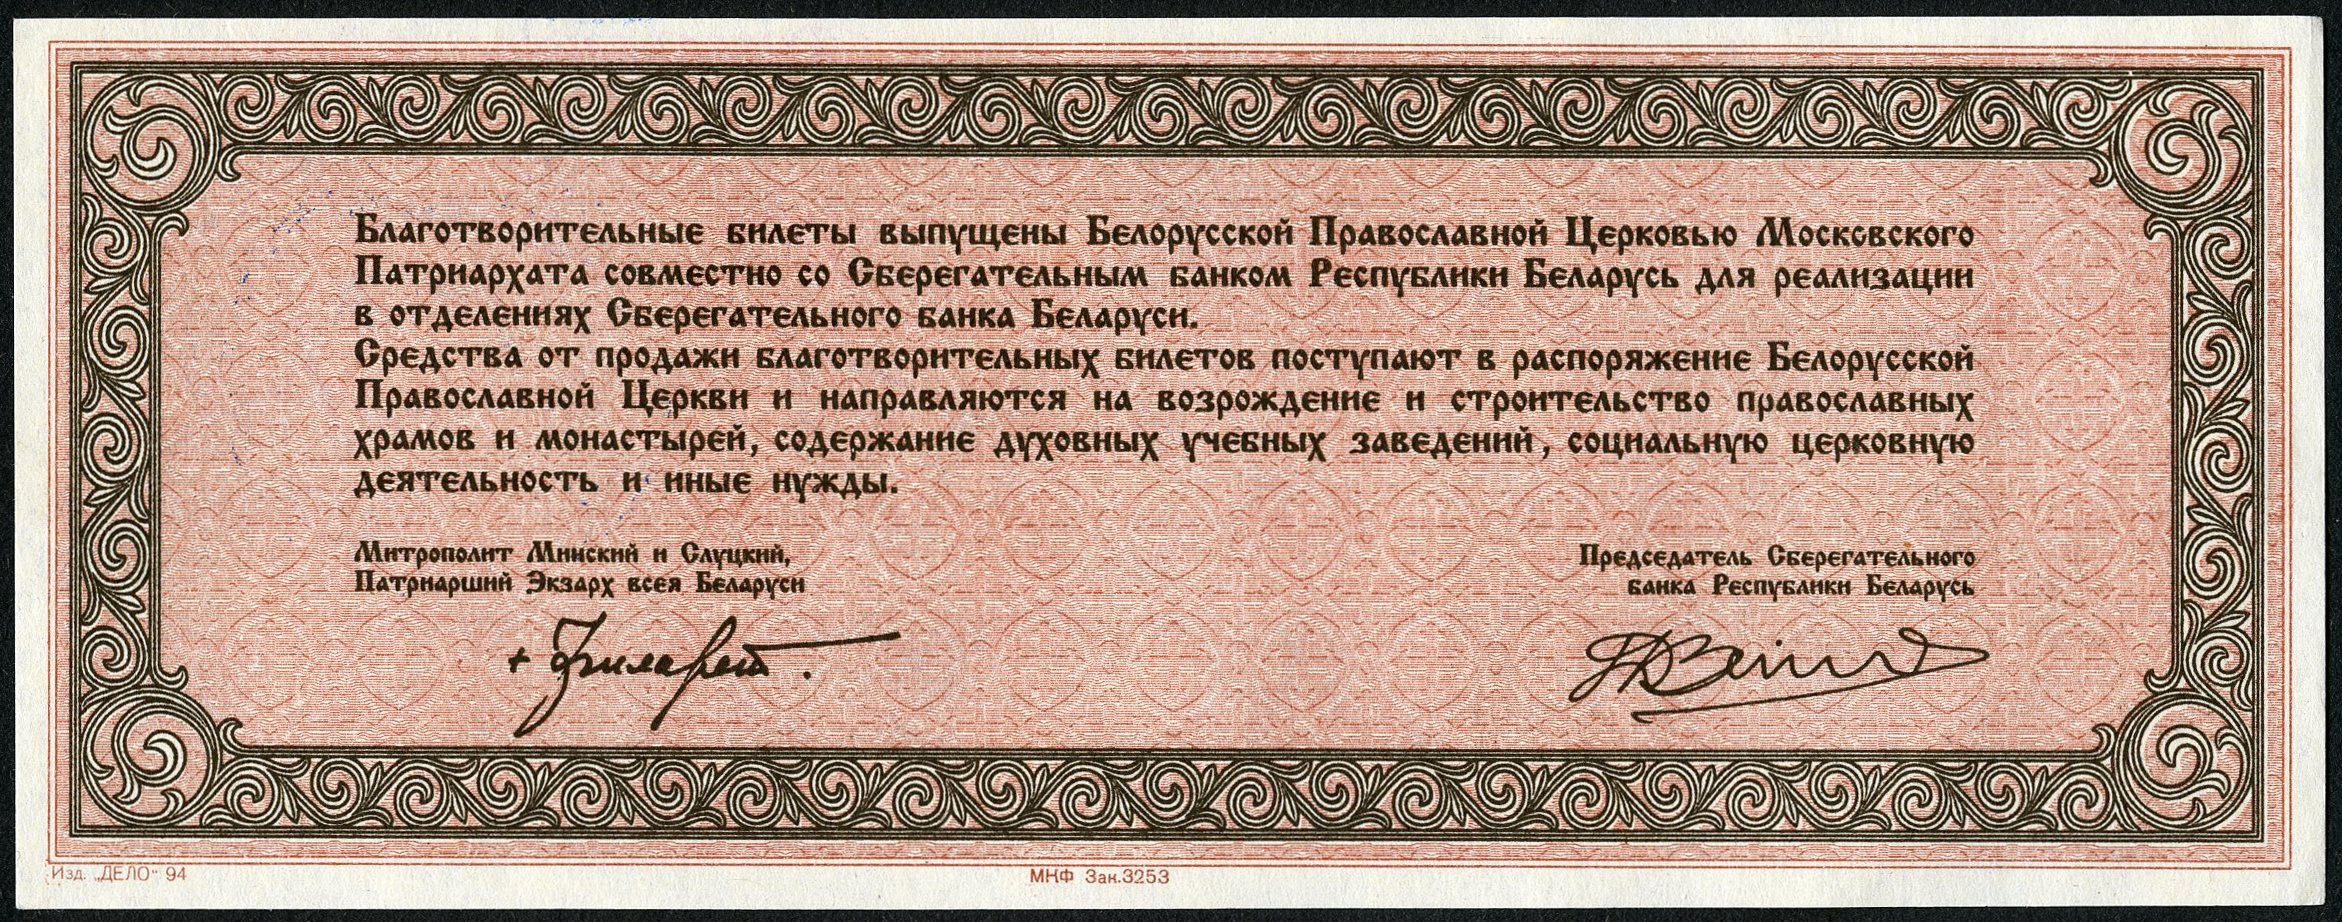 Благотворительные билеты выпущены Белорусской Православной Церковью Московского
Патриархата совместно со Сберегательным банком Республики Беларусь для реализации
в отделениях Сберегательного банка Беларуси.
Средства от продажи благотворительных билетов поступают в распоряжение Белорусской
Православной Церкви и направляются на возрождение и строительство православных
храмов и монастырей, содержание духовных учебных заведений, социальную церковную
деятельность и иные нужды.
Митрополит Минский и Слуцкий,
Патриарший Экзарх всея Беларуси
Председатель Сберегательного
банка Республики Беларусь
+ Филарет.
Изд. „ДЕЛО" 94
МНФ Зак.3253